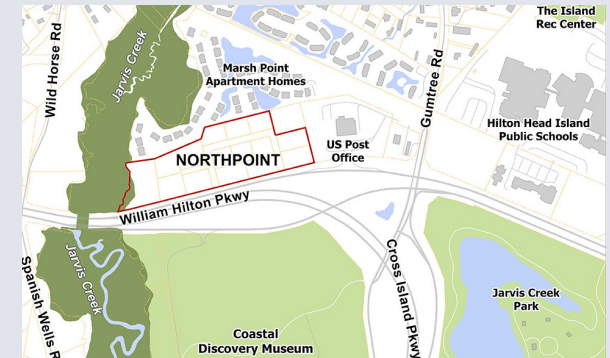 The Island
Rec Center
Wild Horse Rd
Jarvis Creek
Marsh Point
Apartment Homes
Gumtree Rd
Hilton Head Island
Public Schools
US Post
Office
NORTHPOINT
William Hilton Pkwy
Jarvis Creek
Spanish Wells R
Cross Island Pkwy
Jarvis Creek
Park
Coastal
Discovery Museum